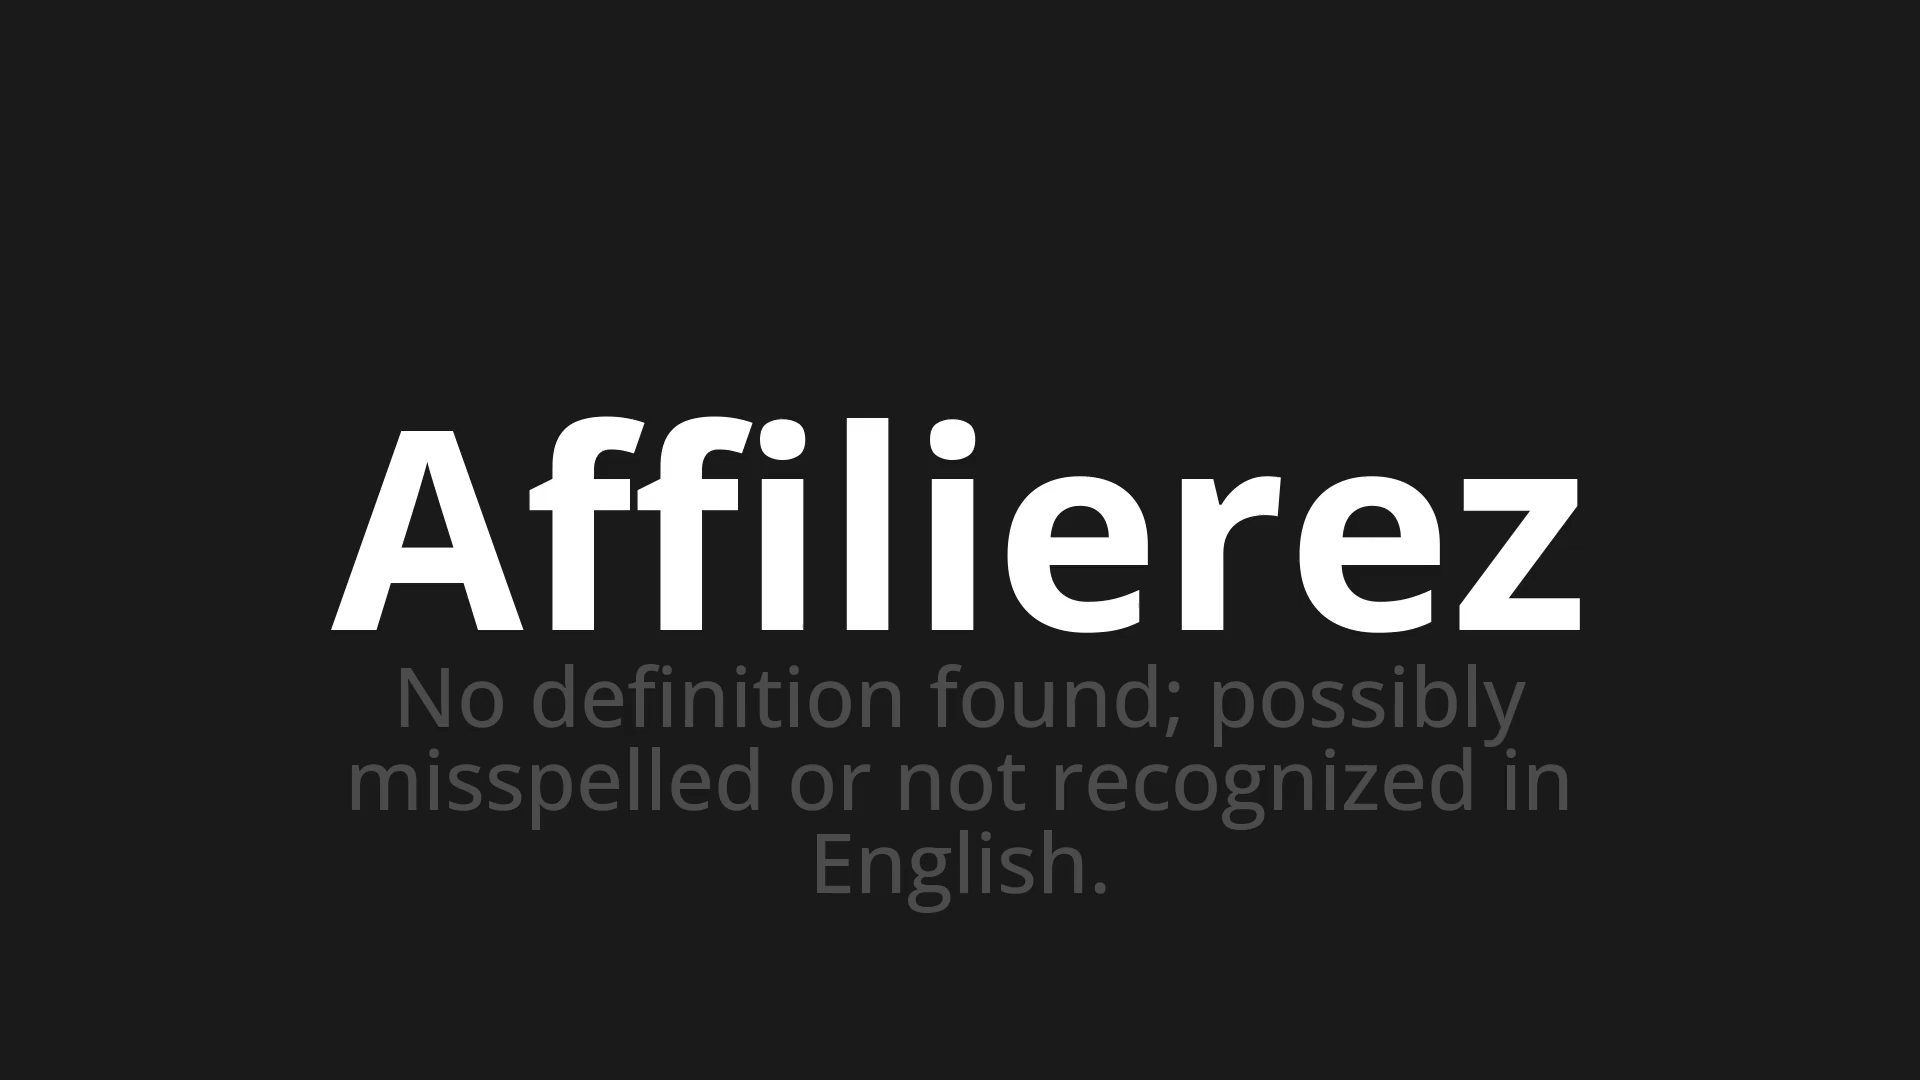 Affilierez
No definition found; possibly
misspelled or not recognized in
English.